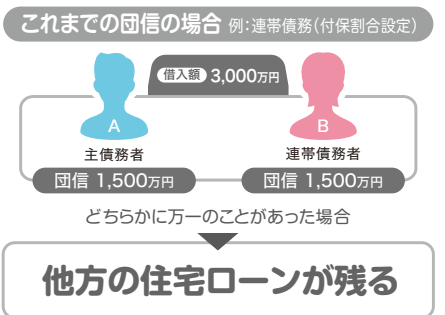 これまでの団信の場合 例:連帯債務(付保割合設定)
借入額 3,000万円
A
B
主債務者
連帯債務者
団信 1,500万円
団信 1,500万円
どちらかに万一のことがあった場合
他方の住宅ローンが残る